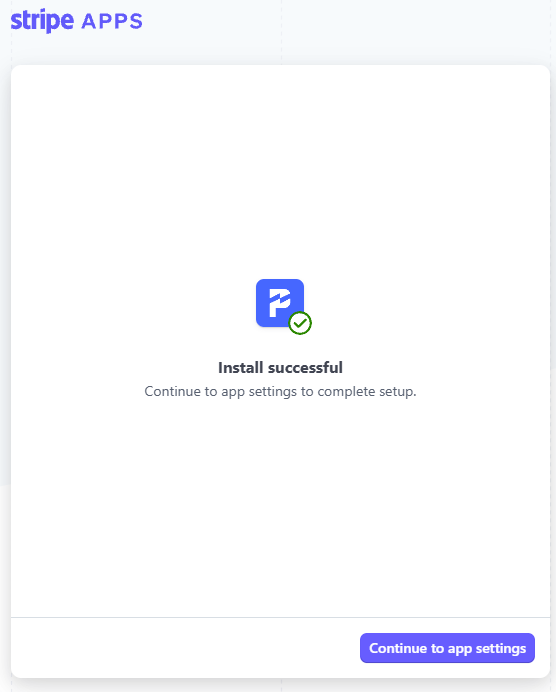 stripe APPS
Install successful
Continue to app settings to complete setup.
Continue to app settings